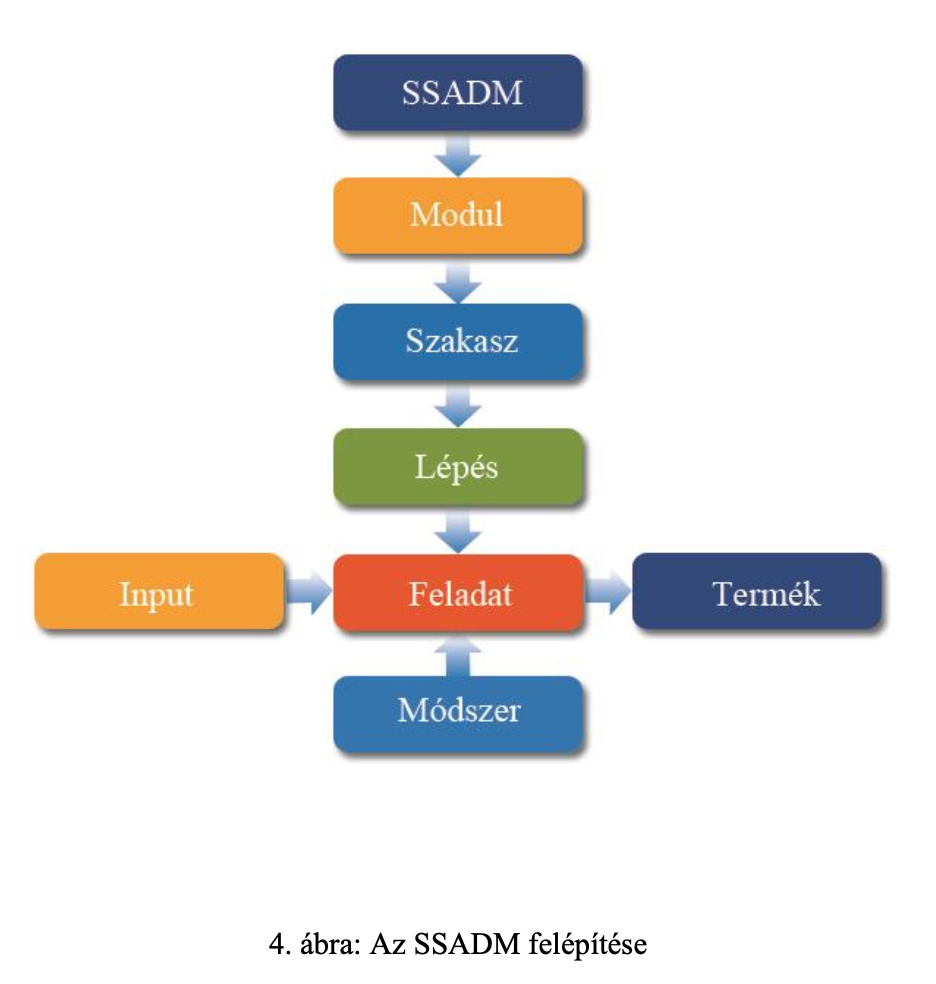 SSADM
Modul
Szakasz
Lépés
Input
Feladat
Termék
Módszer
4. ábra: Az SSADM felépítése